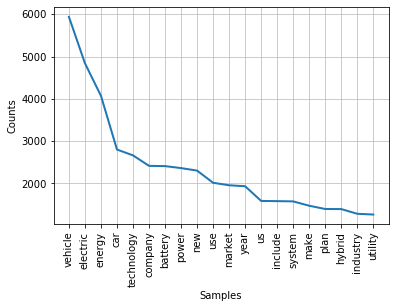 6000
5000
4000
3000
2000
Counts
vehicle
electric
energy
car
technology
company
battery
power
new
use
market
year
us
include
system
make
plan
hybrid
industry
utility
Samples